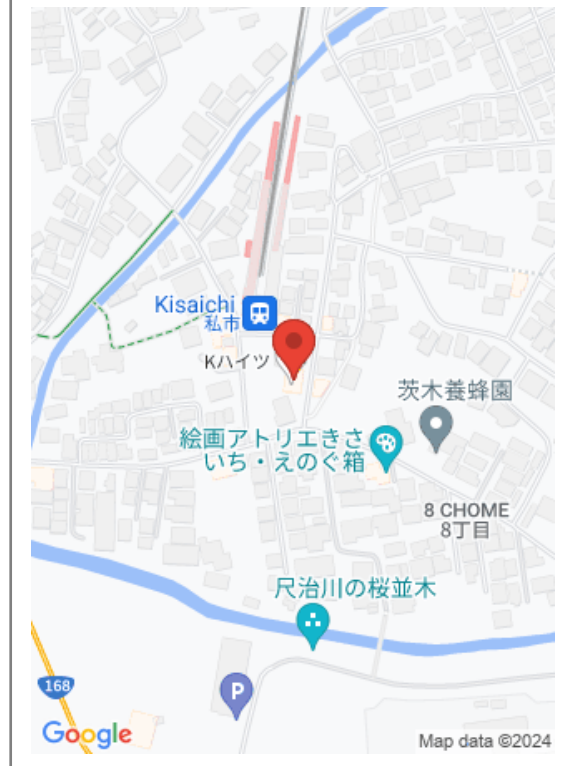 Kisaichi
私市
Kハイツ
茨木養蜂園
絵画アトリエきさ
いち・えのぐ箱
8 CHOME
8丁目
尺治川の桜並木
168
P
Google
Map data ©2024